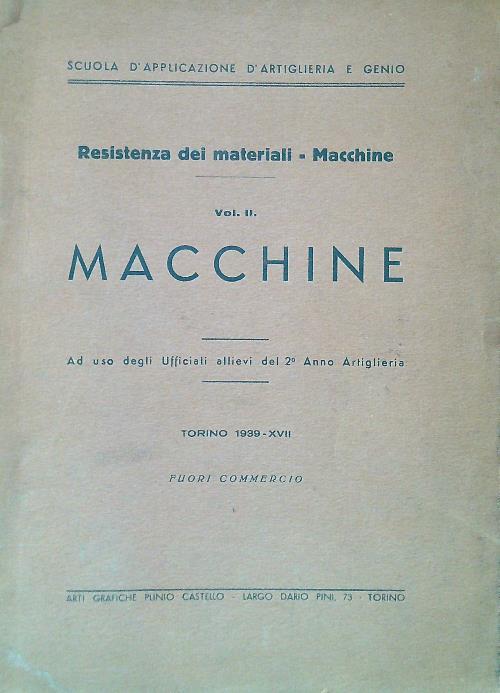 SCUOLA D'APPLICAZIONE D'ARTIGLIERIA E GENIO
Resistenza dei materiali - Macchine
Vol. II.
MACCHINE
Ad uso degli Ufficiali allievi del 2º Anno Artiglieria
TORINO 1939-XVII
FUORI COMMERCIO
ARTI GRAFICHE PLINIO CASTELLO - LARGO DARIO PINI, 73 - TORINO